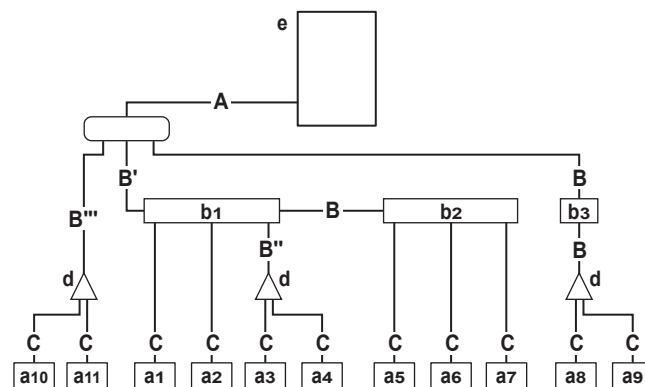 e
A
B' B
B'''
b1 B b2 b3
B'' B
d d d
C C C C C C C C C C C
a10 a11 a1 a2 a3 a4 a5 a6 a7 a8 a9